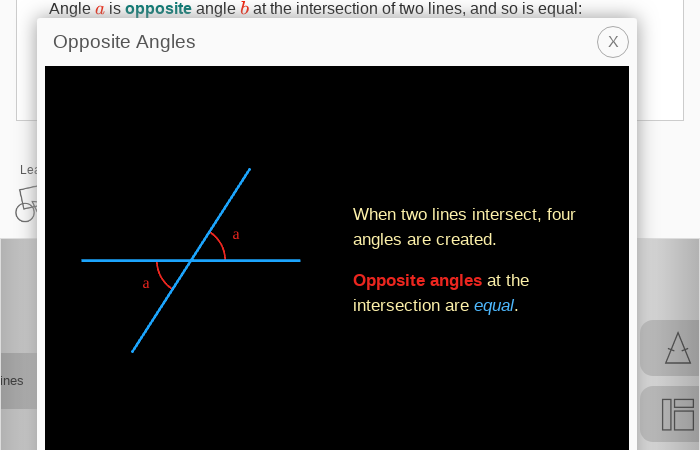 Angle a is opposite angle b at the intersection of two lines, and so is equal:
Opposite Angles
X
Lea
a
a
When two lines intersect, four
angles are created.
Opposite angles at the
intersection are equal.
ines